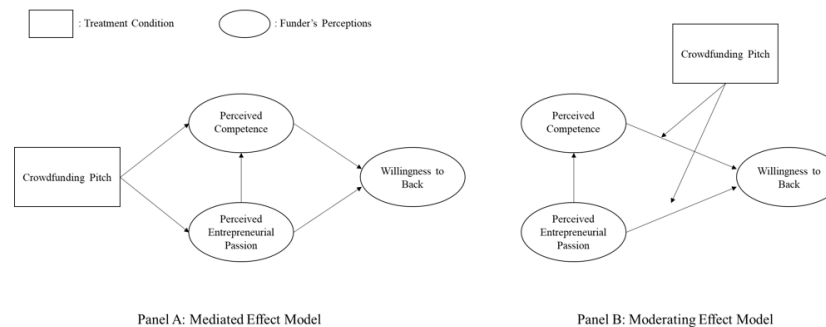 : Treatment Condition
: Funder's Perceptions
Crowdfunding Pitch
Perceived
Competence
Perceived
Entrepreneurial
Passion
Willingness to
Back
Panel A: Mediated Effect Model
Crowdfunding Pitch
Perceived
Competence
Perceived
Entrepreneurial
Passion
Willingness to
Back
Panel B: Moderating Effect Model